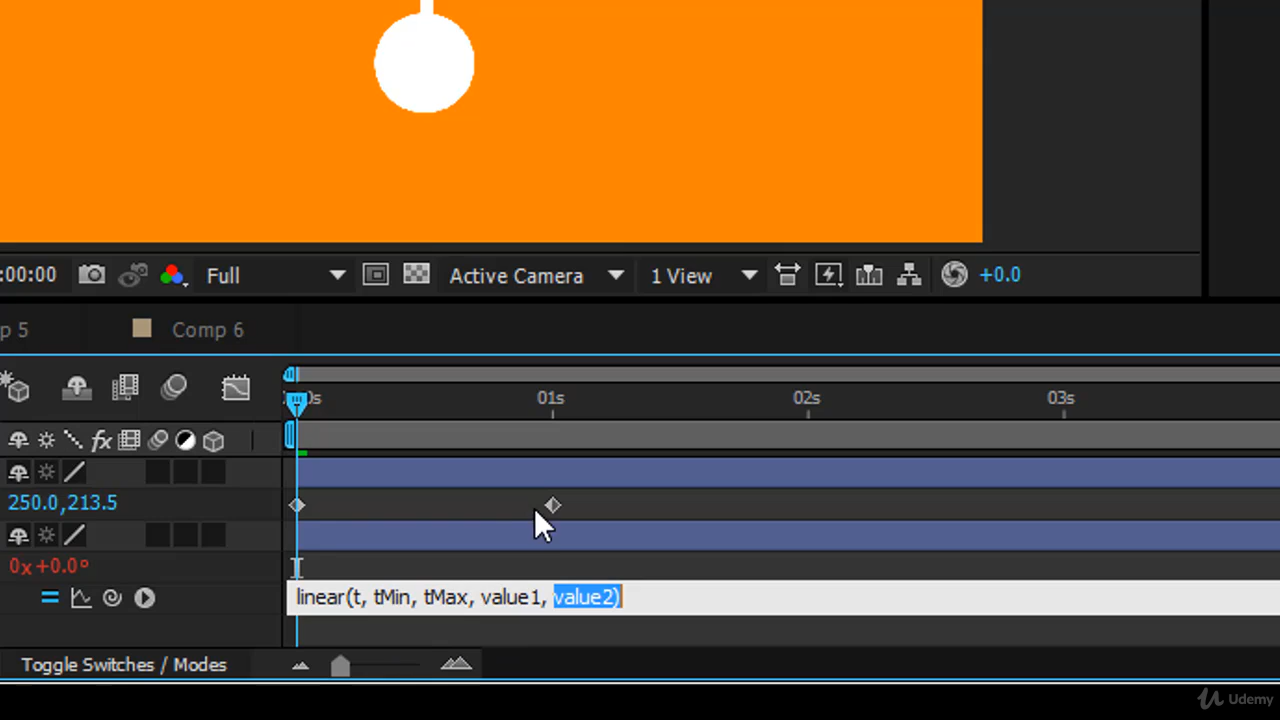 :00:00 Full Active Camera 1 View +0.0
p 5 Comp 6
0s 01s 02s 03s
fx
250.0,213.5
0x+0.0°
linear(t, tMin, tMax, value1, value2)
Toggle Switches / Modes
Udemy